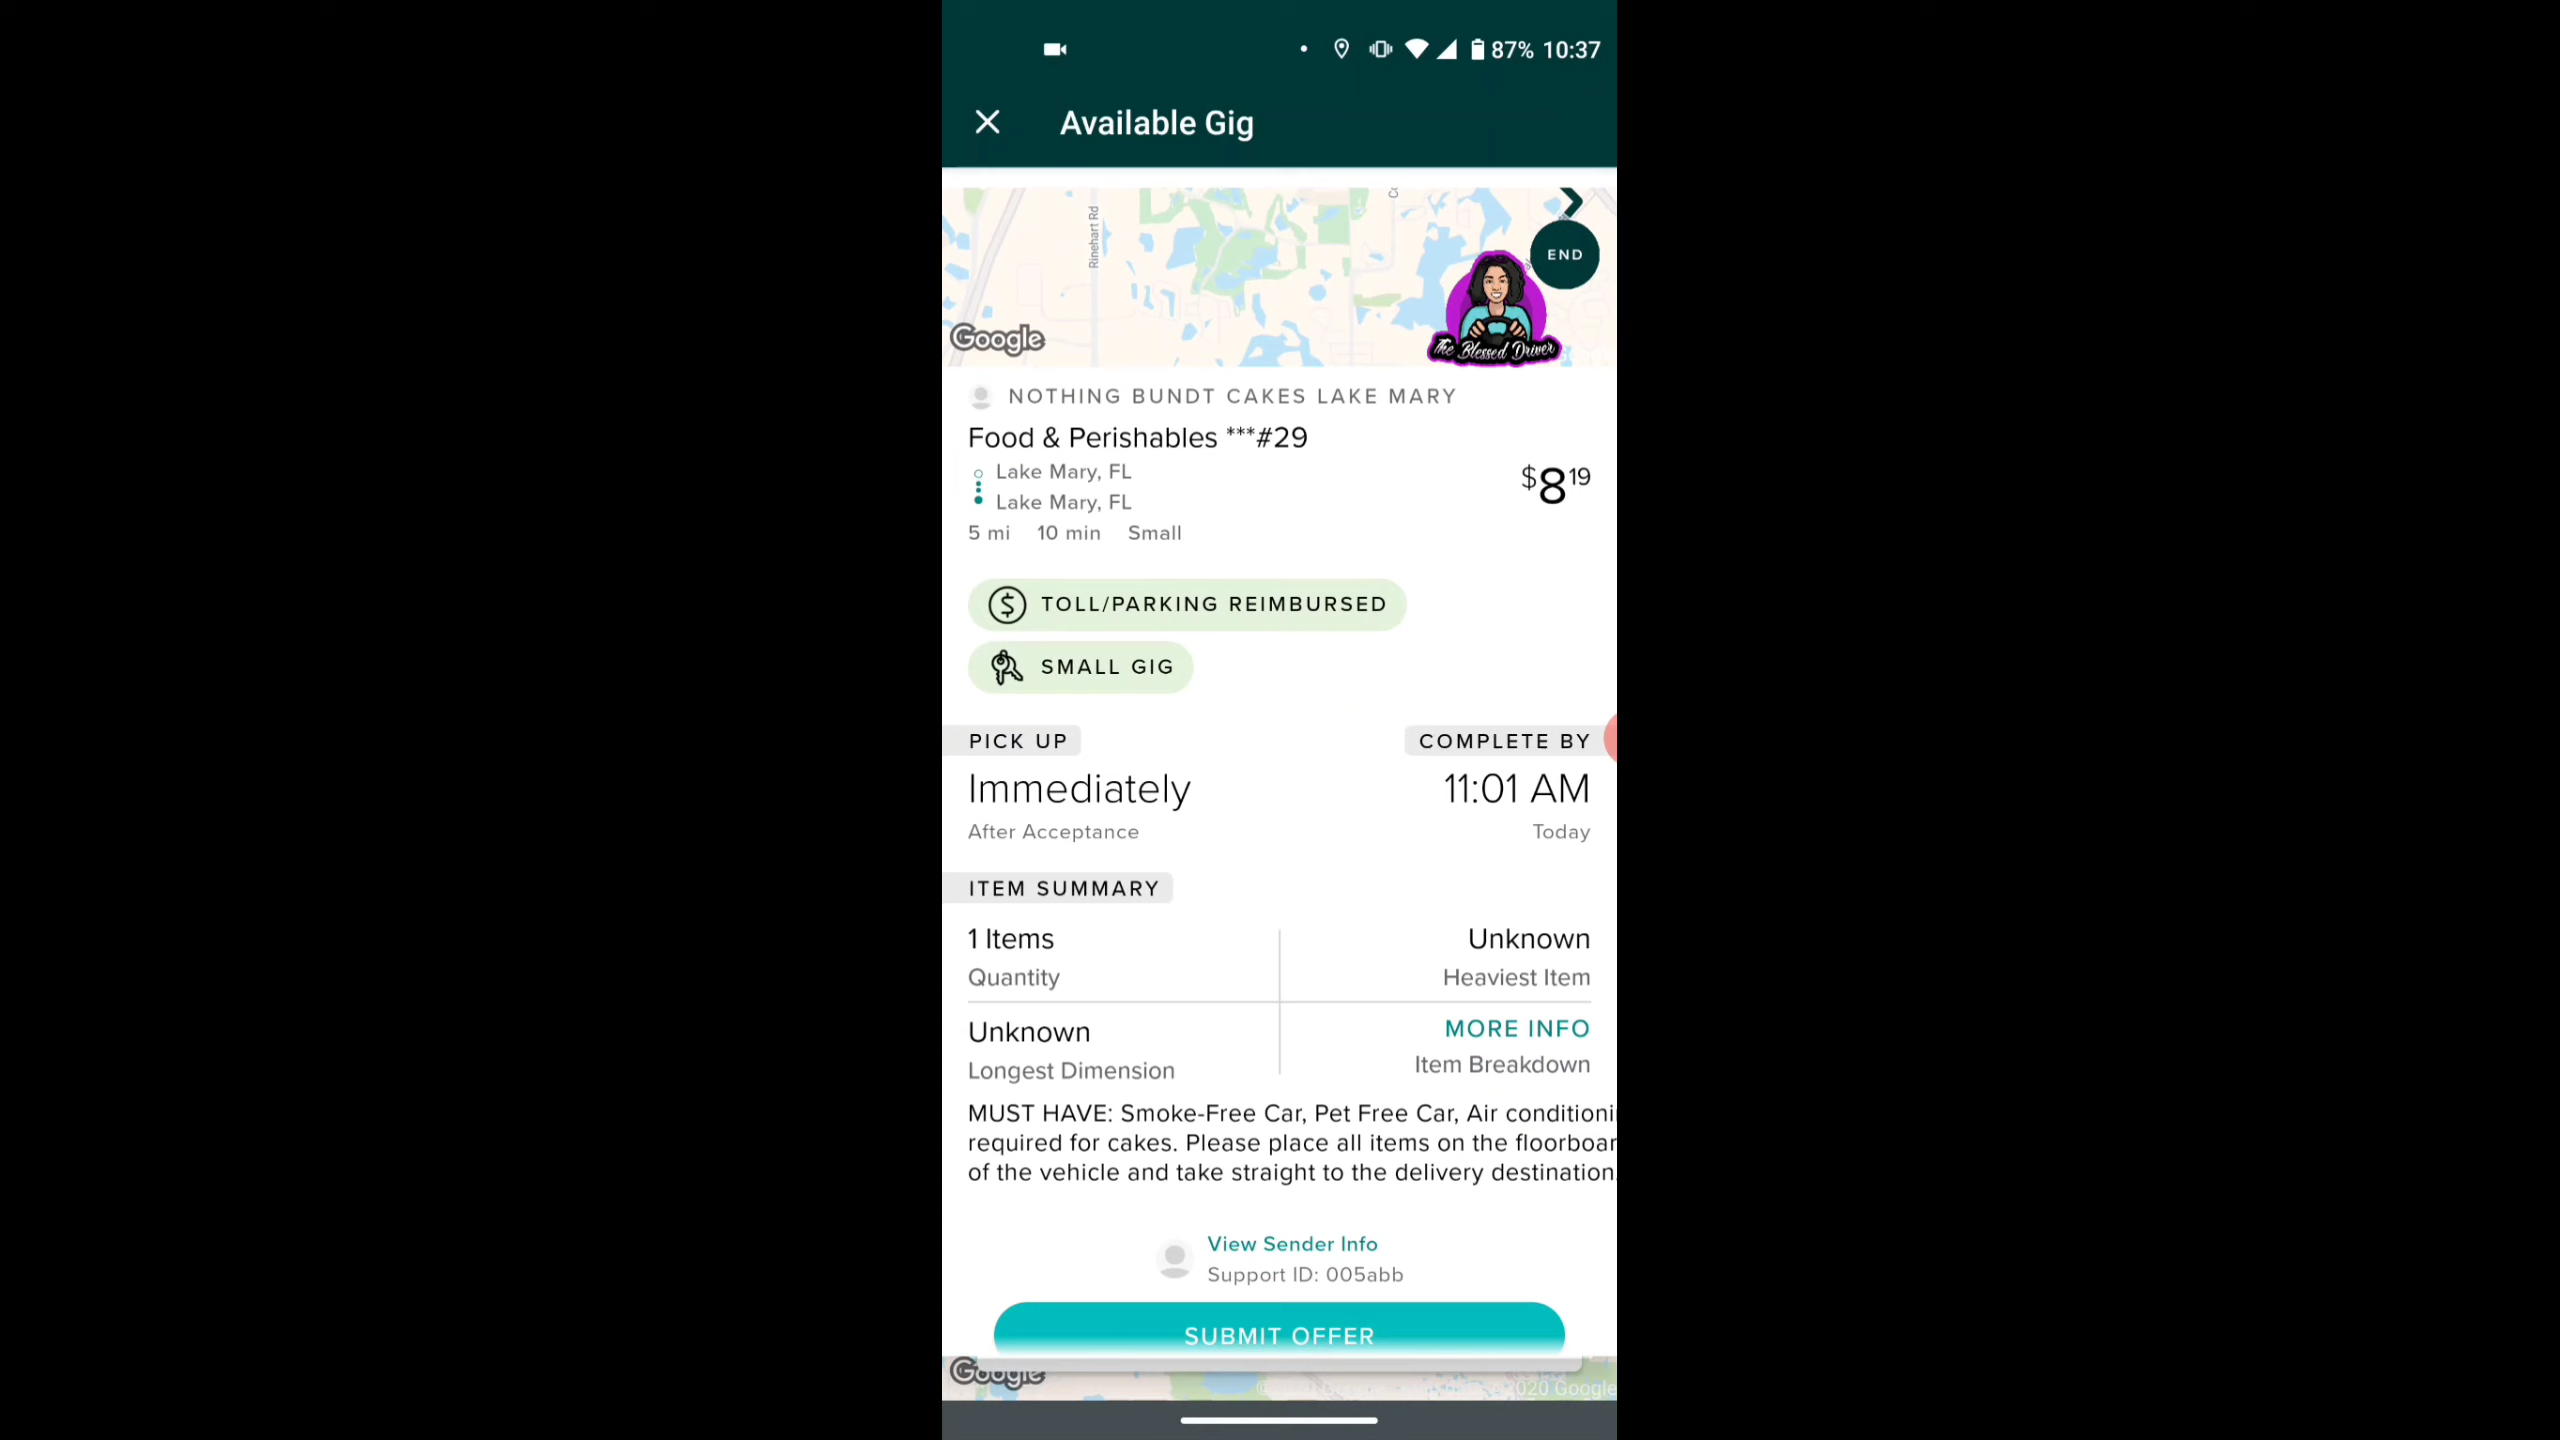 87% 10:37
Available Gig
Rinehart Rd
END
The Blessed Driver
Google
NOTHING BUNDT CAKES LAKE MARY
Food & Perishables ***#29
Lake Mary, FL
Lake Mary, FL
$8 19
5 mi 10 min Small
TOLL/PARKING REIMBURSED
SMALL GIG
PICK UP
COMPLETE BY
Immediately
11:01 AM
After Acceptance
Today
ITEM SUMMARY
1 Items
Unknown
Quantity
Heaviest Item
Unknown
MORE INFO
Longest Dimension
Item Breakdown
MUST HAVE: Smoke-Free Car, Pet Free Car, Air conditioni
required for cakes. Please place all items on the floorboar
of the vehicle and take straight to the delivery destination.
View Sender Info
Support ID: 005abb
SUBMIT OFFER
Google
2020 Google